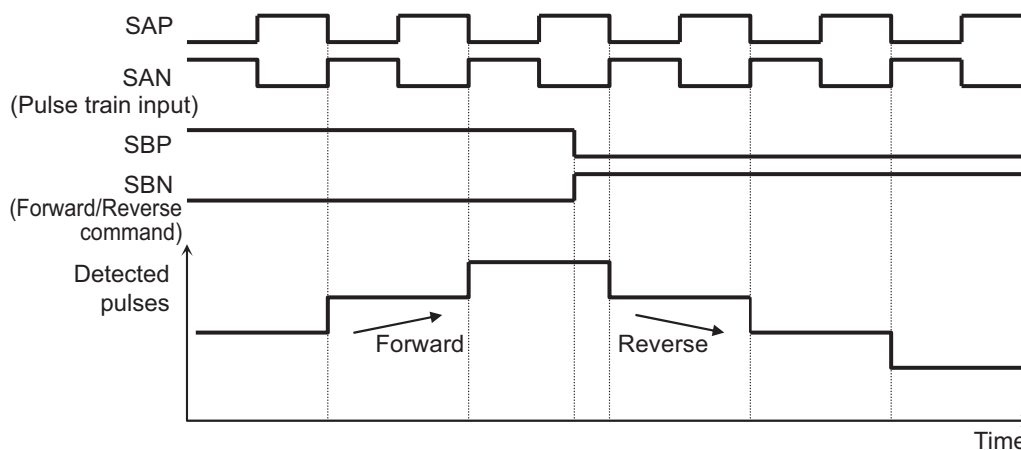 SAP
SAN
(Pulse train input)
SBP
SBN
(Forward/Reverse
command)
Detected
pulses
Forward
Reverse
Time